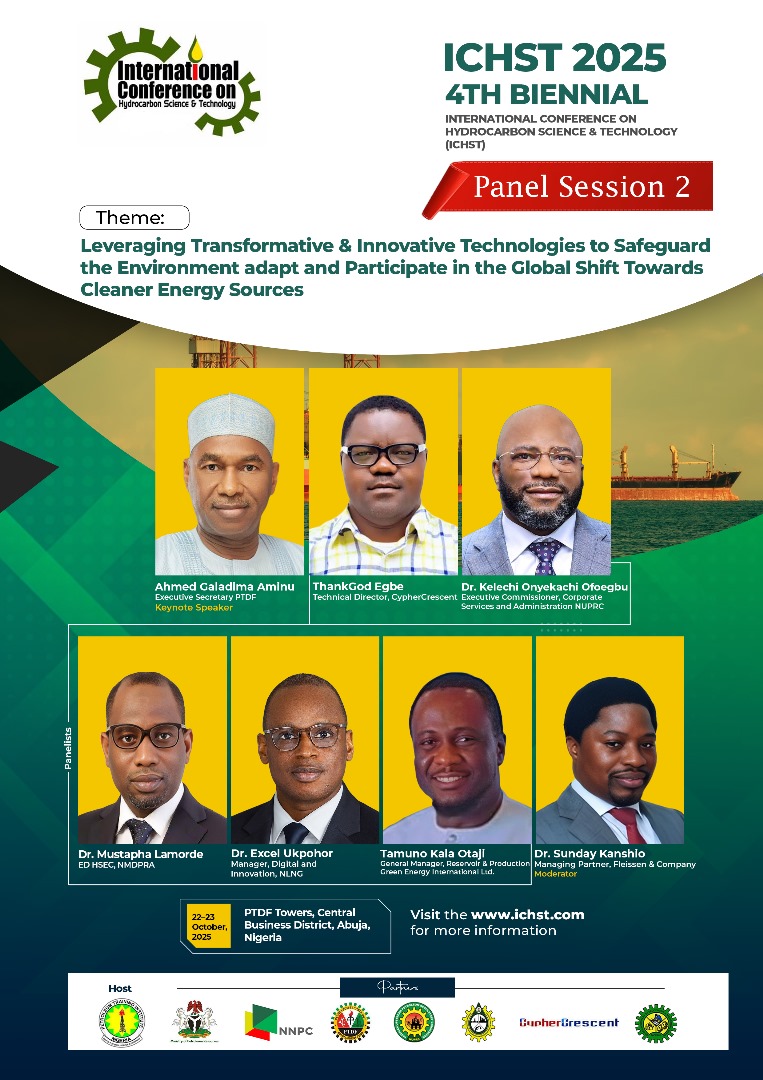 International
Conference on
Hydrocarbon Science & Technology
ICHST 2025
4TH BIENNIAL
INTERNATIONAL CONFERENCE ON
HYDROCARBON SCIENCE & TECHNOLOGY
(ICHST)
Panel Session 2
Theme:
Leveraging Transformative & Innovative Technologies to Safeguard
the Environment adapt and Participate in the Global Shift Towards
Cleaner Energy Sources
Ahmed Galadima Aminu
Executive Secretary PTDF
Keynote Speaker
ThankGod Egbe
Technical Director, CypherCrescent
Dr. Kelechi Onyekachi Ofoegbu
Executive Commissioner, Corporate
Services and Administration NUPRC
Panelists
Dr. Mustapha Lamorde
ED HSEC, NMDPRA
Dr. Excel Ukpohor
Manager, Digital and
Innovation, NLNG
Tamuno Kala Otaji
General Manager, Reservoir & Production
Green Energy International Ltd.
Dr. Sunday Kanshio
Managing Partner, Fleissen & Company
Moderator
22–23
October,
2025
PTDF Towers, Central
Business District, Abuja,
Nigeria
Visit the www.ichst.com
for more information
Host
Partners
NNPC
PTDF
CypherCrescent